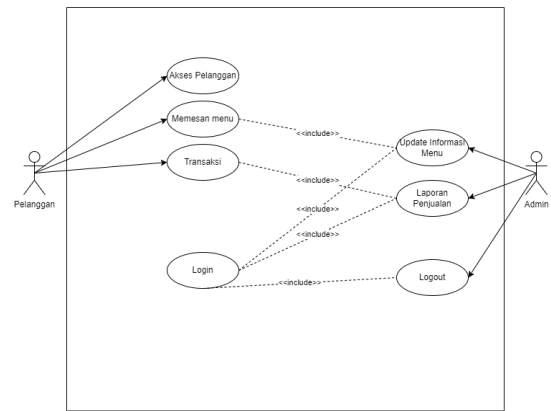 Akses Pelanggan
Memesan menu
<<include>>
Update Informasi
Menu
Transaksi
<<include>>
Laporan
Penjualan
Pelanggan
Admin
<<include>>
<<include>>
Login
Logout
<<include>>